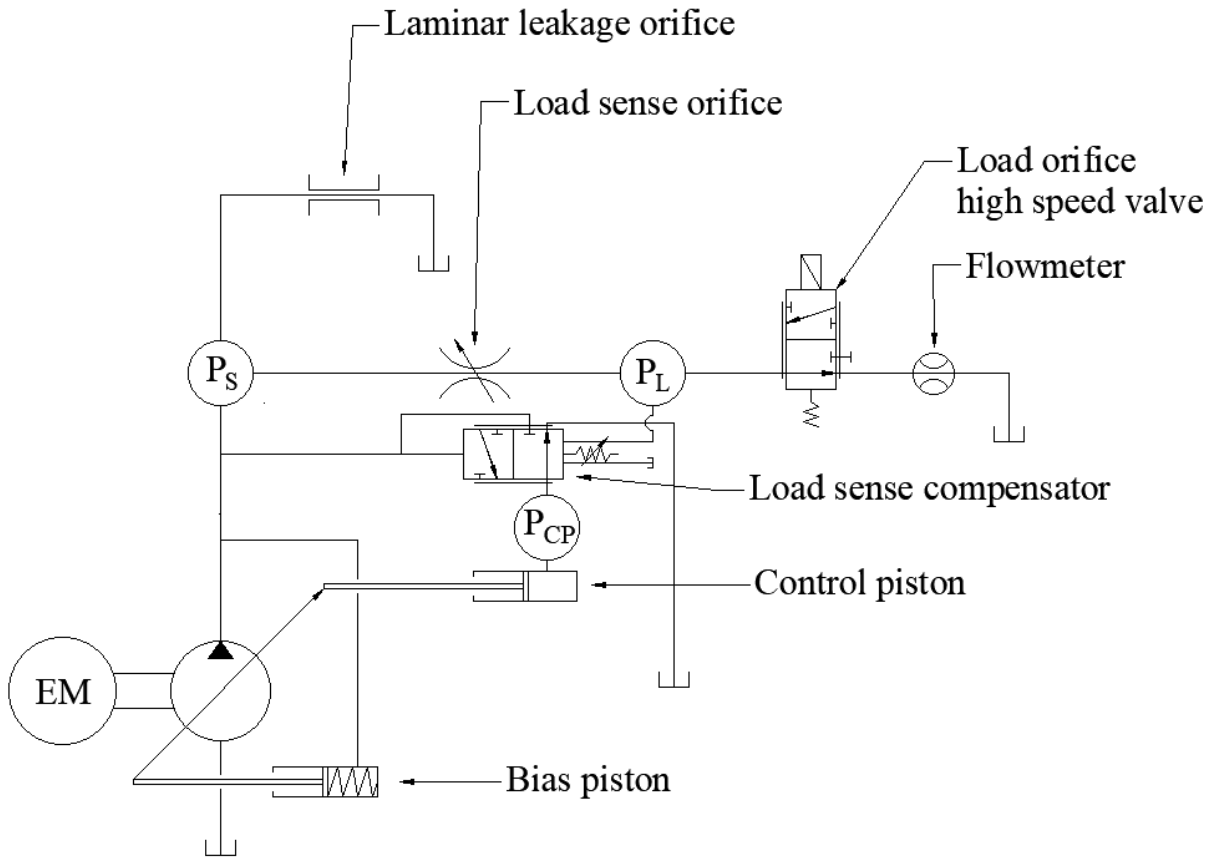 Laminar leakage orifice
Load sense orifice
Load orifice
high speed valve
Flowmeter
PS
PL
Load sense compensator
PCP
Control piston
EM
Bias piston